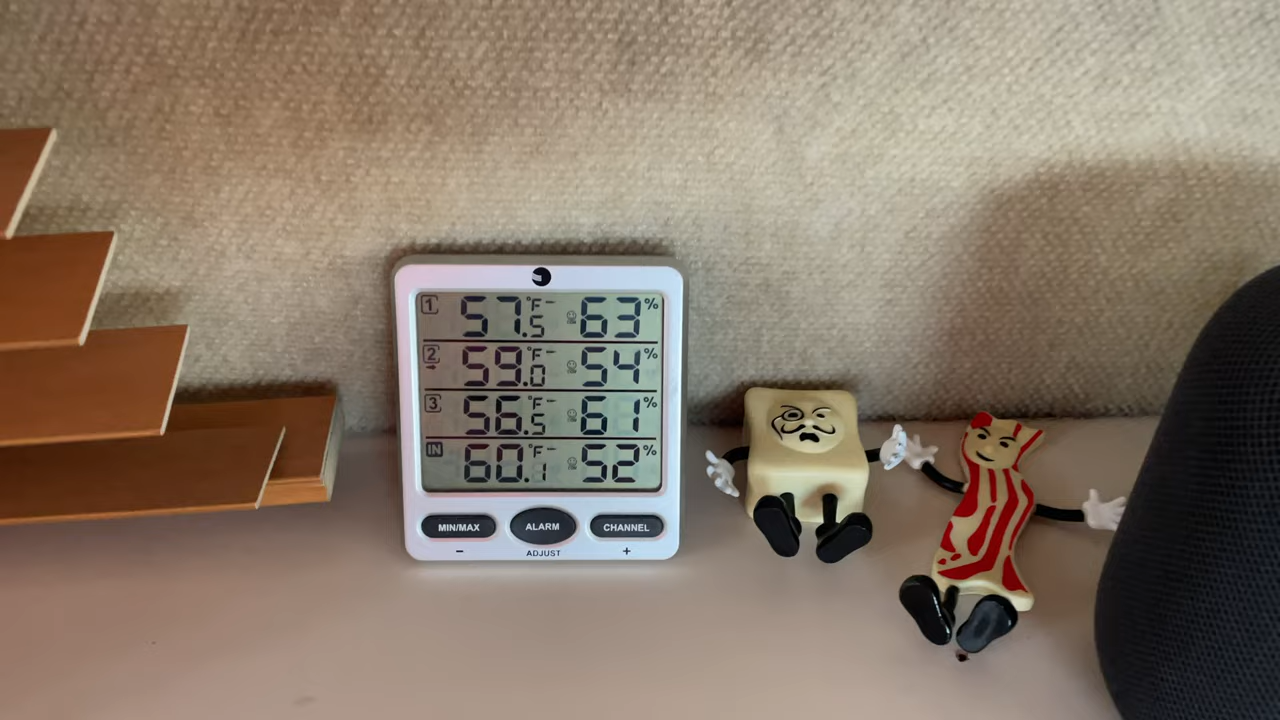 1 57.5 °F 63 %
2 59.0 °F 54 %
3 56.5 °F 61 %
IN 60.1 °F 52 %
MIN/MAX ALARM CHANNEL
− ADJUST +